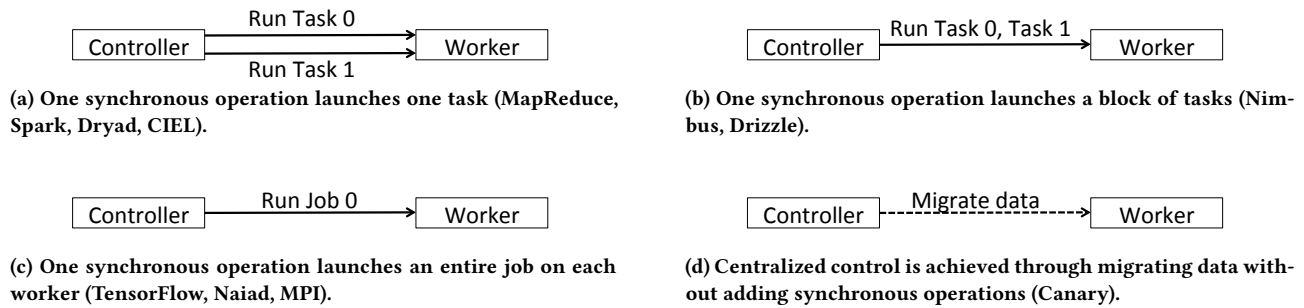 Run Task 0
Controller Worker
Run Task 1
(a) One synchronous operation launches one task (MapReduce,
Spark, Dryad, CIEL).
Run Task 0, Task 1
Controller Worker
(b) One synchronous operation launches a block of tasks (Nim-
bus, Drizzle).
Run Job 0
Controller Worker
(c) One synchronous operation launches an entire job on each
worker (TensorFlow, Naiad, MPI).
Migrate data
Controller Worker
(d) Centralized control is achieved through migrating data with-
out adding synchronous operations (Canary).